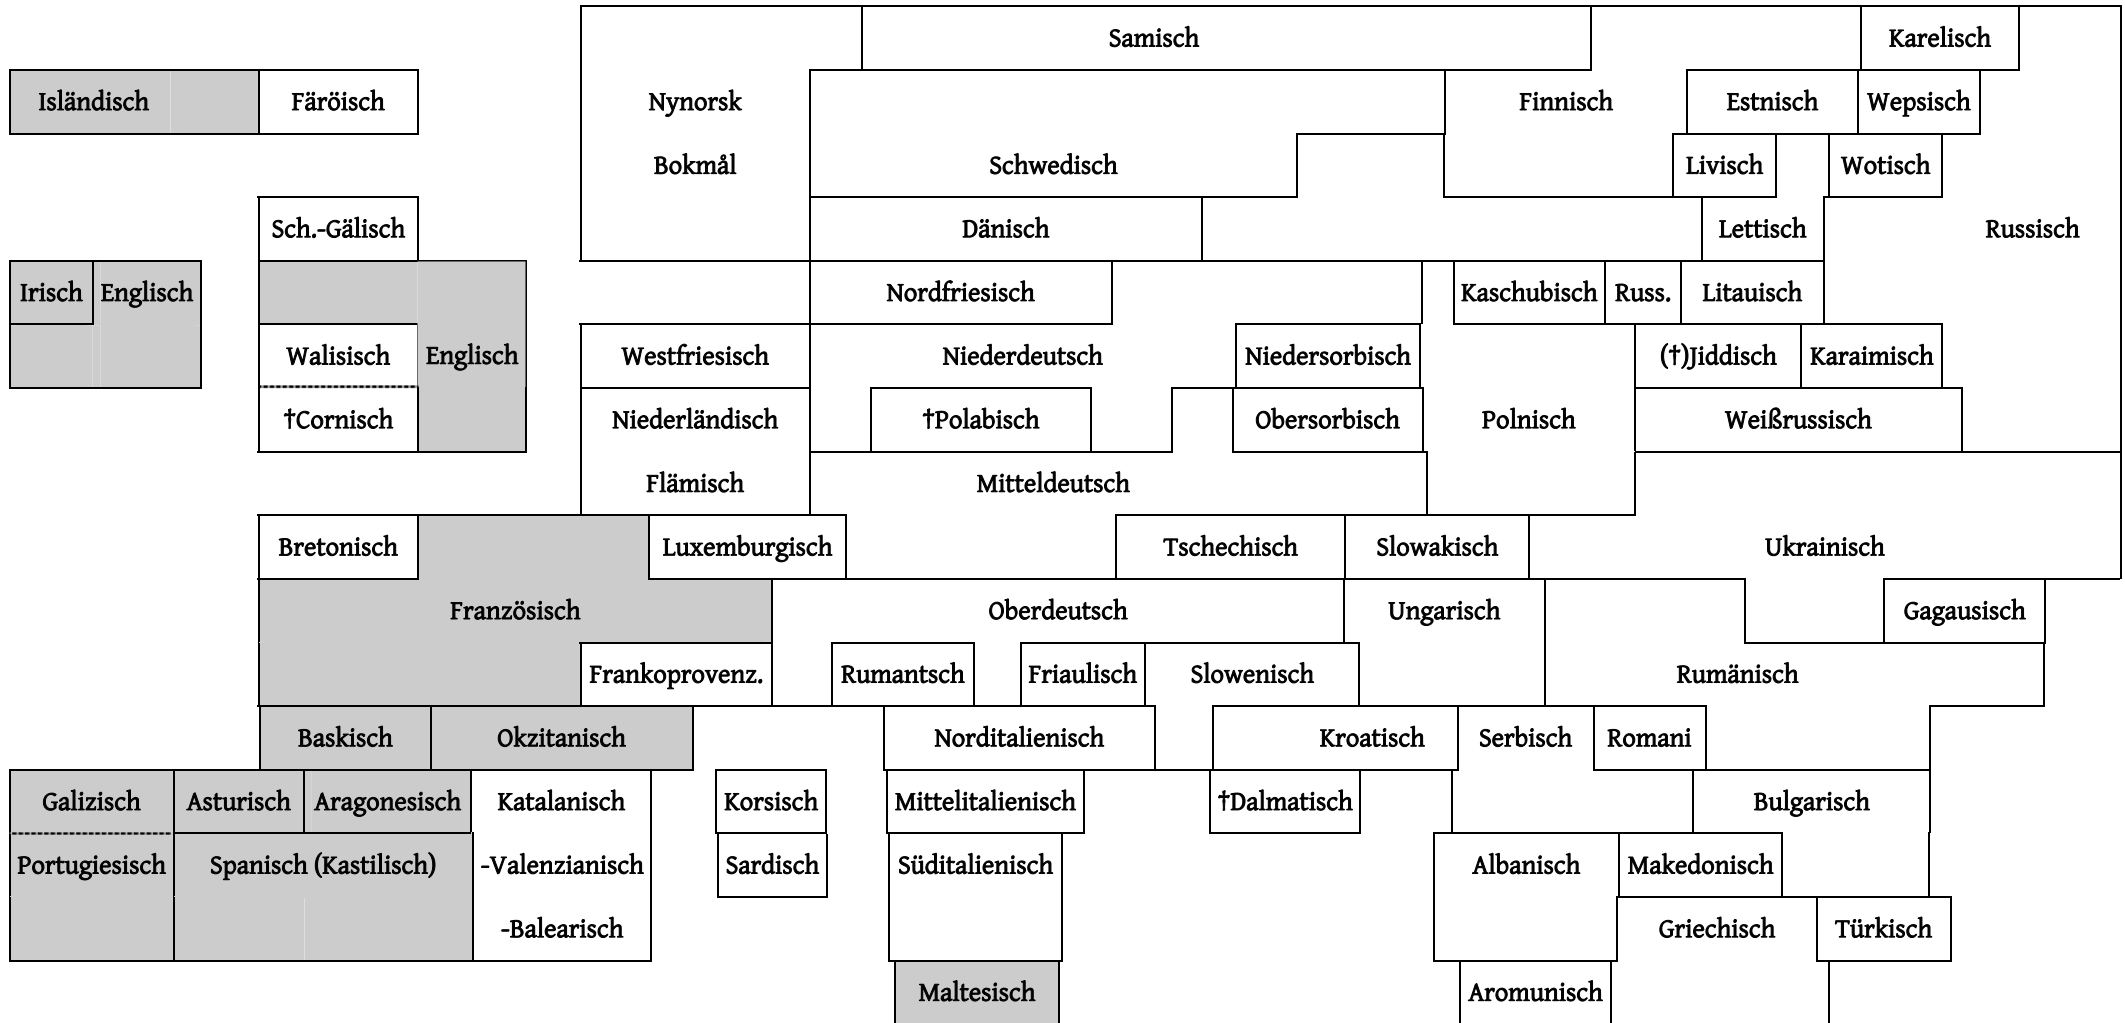 Samisch Karelisch
Isländisch Färöisch Nynorsk Finnisch Estnisch Wepsisch
Bokmål Schwedisch Livisch Wotisch
Sch.-Gälisch Dänisch Lettisch Russisch
Irisch Englisch Nordfriesisch Kaschubisch Russ. Litauisch
Walisisch Englisch Westfriesisch Niederdeutsch Niedersorbisch (†)Jiddisch Karaimisch
†Cornisch Niederländisch †Polabisch Obersorbisch Polnisch Weißrussisch
Flämisch Mitteldeutsch
Bretonisch Luxemburgisch Tschechisch Slowakisch Ukrainisch
Französisch Oberdeutsch Ungarisch Gagausisch
Frankoprovenz. Rumantsch Friaulisch Slowenisch Rumänisch
Baskisch Okzitanisch Norditalienisch Kroatisch Serbisch Romani
Galizisch Asturisch Aragonesisch Katalanisch Korsisch Mittelitalienisch †Dalmatisch Bulgarisch
Portugiesisch Spanisch (Kastilisch) -Valenzianisch Sardisch Süditalienisch Albanisch Makedonisch
-Balearisch Griechisch Türkisch
Maltesisch Aromunisch